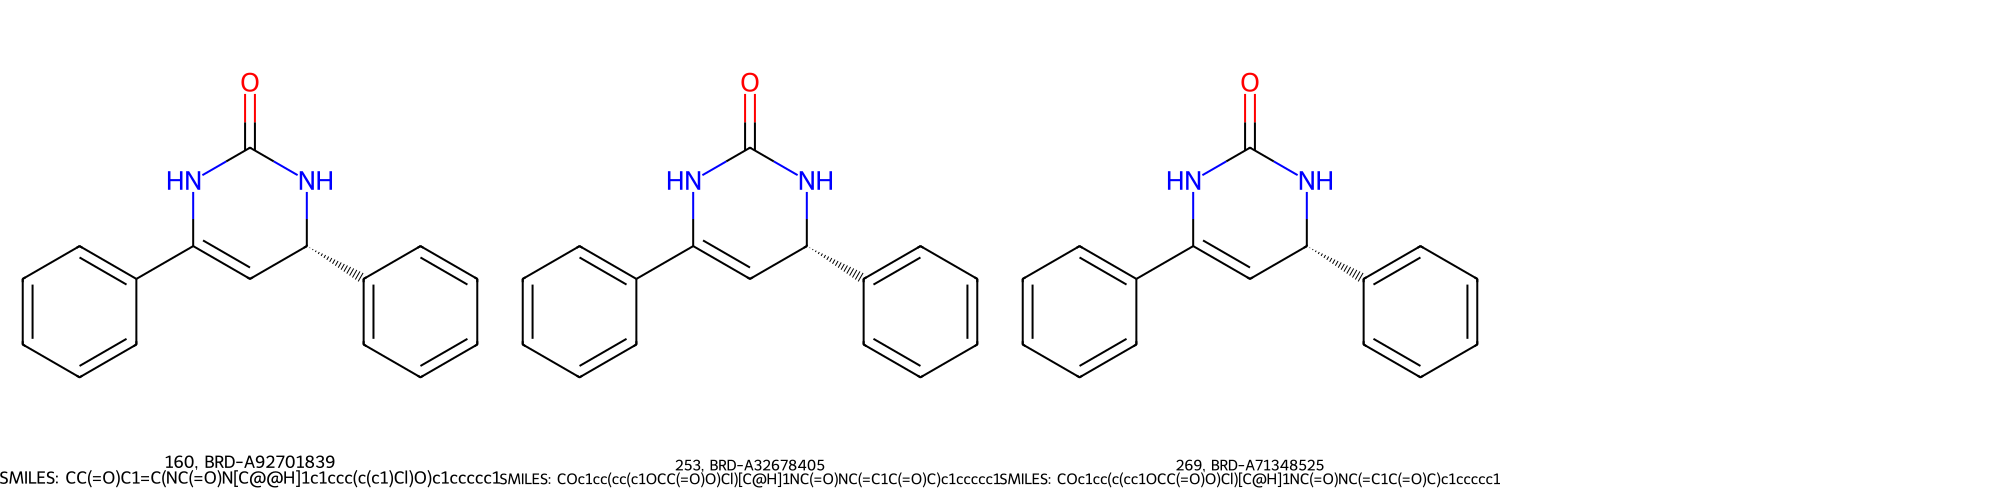 O O O
HN NH HN NH HN NH
160, BRD-A92701839 253, BRD-A32678405 269, BRD-A71348525
SMILES: CC(=O)C1=C(NC(=O)N[C@@H]1c1ccc(c(c1)Cl)O)c1ccccc1 SMILES: COc1cc(cc(c1OCC(=O)O)Cl)[C@H]1NC(=O)NC(=C1C(=O)C)c1ccccc1 SMILES: COc1cc(c(cc1OCC(=O)O)Cl)[C@H]1NC(=O)NC(=C1C(=O)C)c1ccccc1